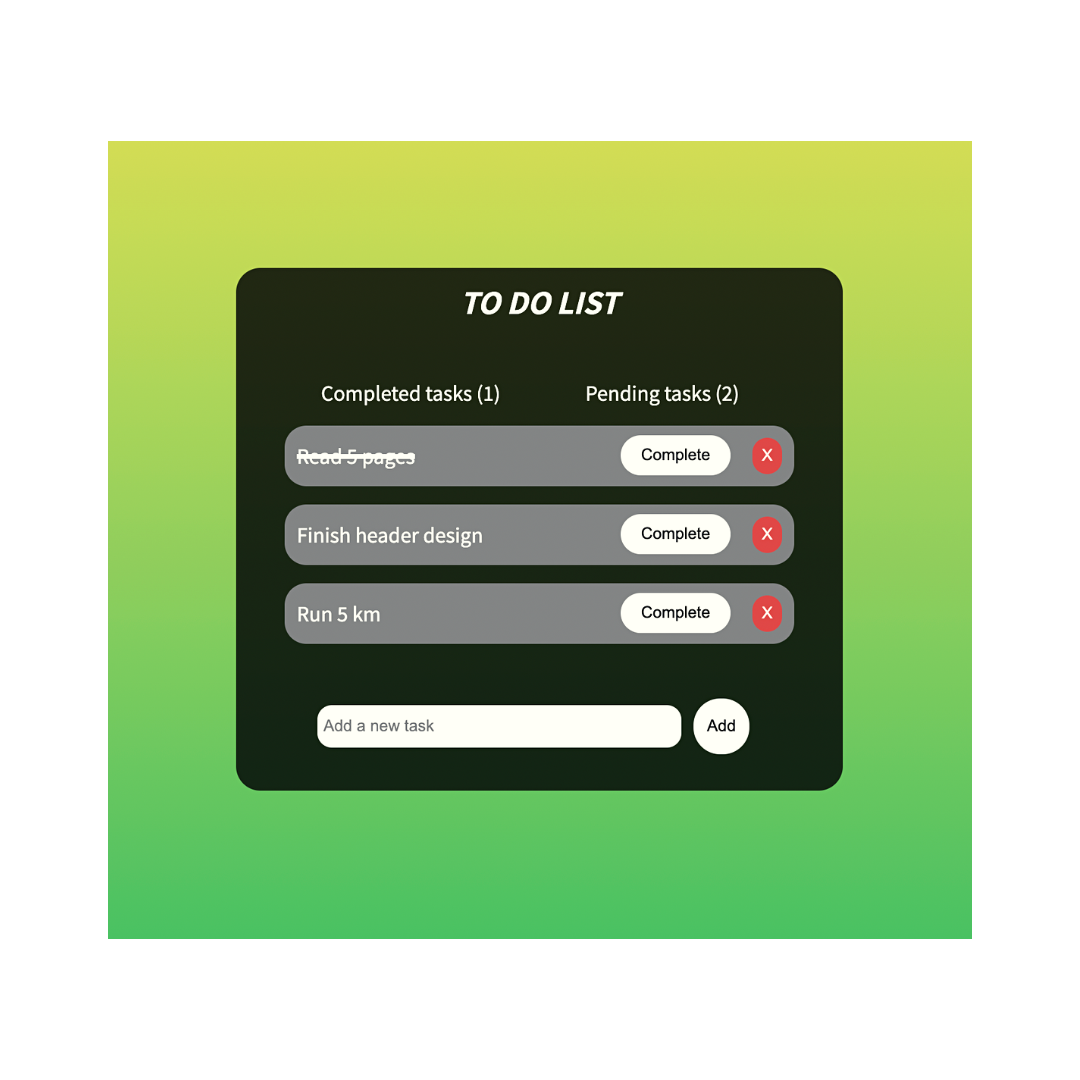 TO DO LIST
Completed tasks (1) Pending tasks (2)
Read 5 pages Complete X
Finish header design Complete X
Run 5 km Complete X
Add a new task Add